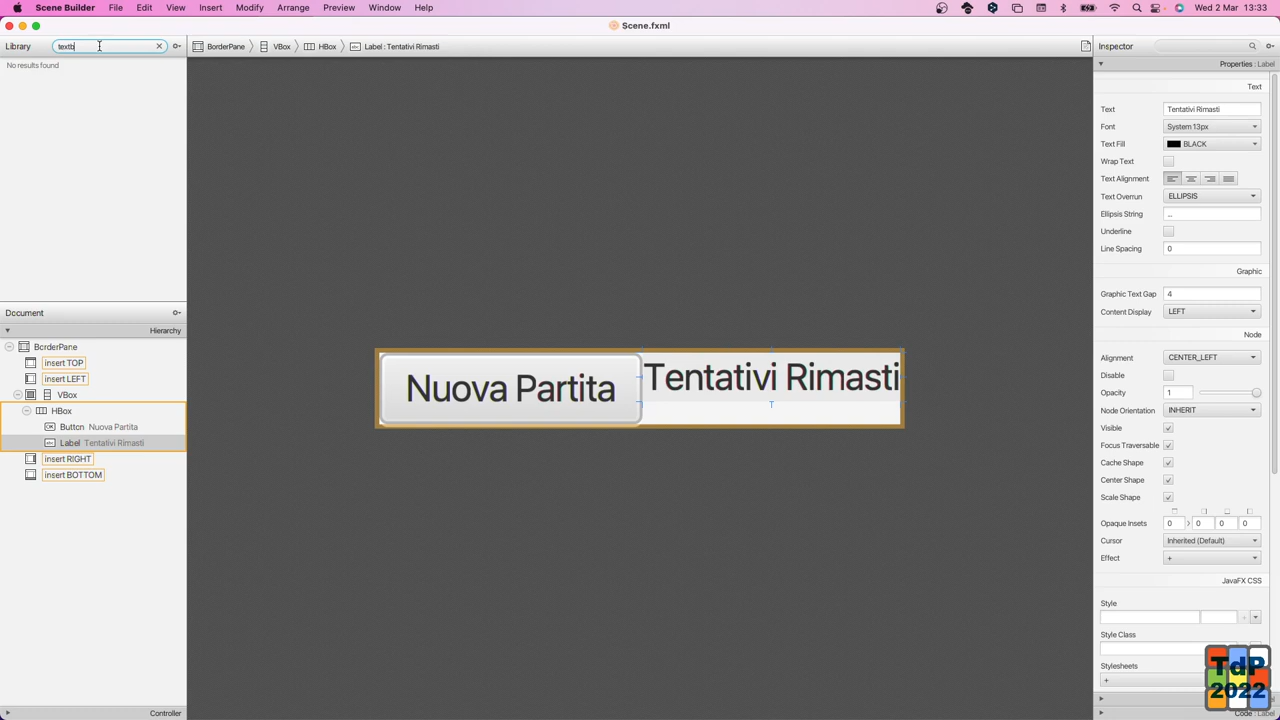 Scene Builder File Edit View Insert Modify Arrange Preview Window Help Wed 2 Mar 13:33
Scene.fxml
Library textb
BorderPane VBox HBox Label : Tentativi Rimasti
Inspector
No results found
Properties : Label
Text
Text Tentativi Rimasti
Font System 13px
Text Fill BLACK
Wrap Text
Text Alignment
Text Overrun ELLIPSIS
Ellipsis String ...
Underline
Line Spacing 0
Graphic
Graphic Text Gap 4
Content Display LEFT
Node
Alignment CENTER_LEFT
Disable
Opacity 1
Node Orientation INHERIT
Visible
Focus Traversable
Cache Shape
Center Shape
Scale Shape
Opaque Insets 0 0 0 0
Cursor Inherited (Default)
Effect +
JavaFX CSS
Style
Style Class
Stylesheets
+
Code : Label
Nuova Partita
Tentativi Rimasti
Document
Hierarchy
BorderPane
insert TOP
insert LEFT
VBox
HBox
Button Nuova Partita
Label Tentativi Rimasti
insert RIGHT
insert BOTTOM
Controller
TdP
2022